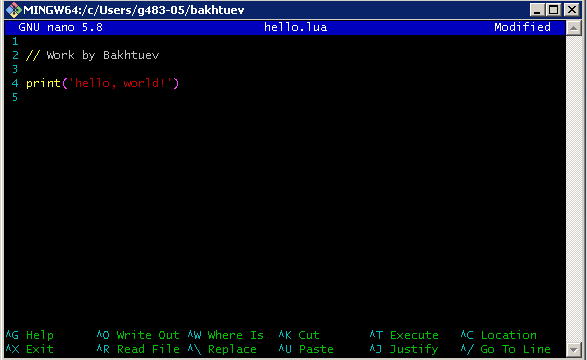 MINGW64:/c/Users/g483-05/bakhtuev
GNU nano 5.8 hello.lua Modified
1
2 // Work by Bakhtuev
3
4 print('hello, world!')
5
^G Help ^O Write Out ^W Where Is ^K Cut ^T Execute ^C Location
^X Exit ^R Read File ^\ Replace ^U Paste ^J Justify ^/ Go To Line